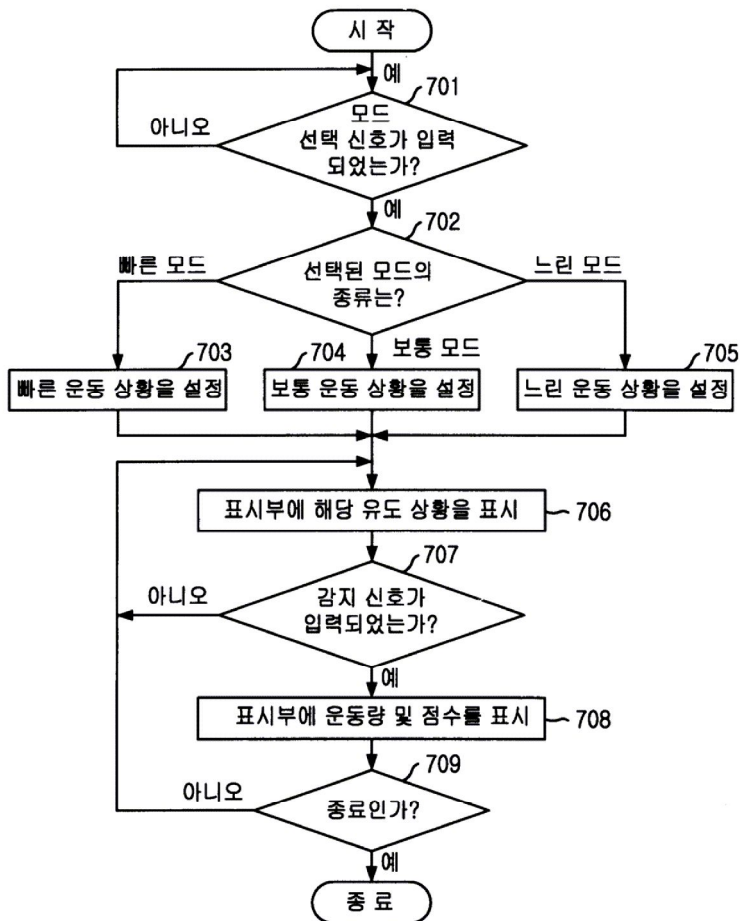 시 작
예
701
모드
선택 신호가 입력
되었는가?
아니오
예
702
선택된 모드의
종류는?
빠른 모드
느린 모드
보통 모드
703
빠른 운동 상황을 설정
704
보통 운동 상황을 설정
705
느린 운동 상황을 설정
표시부에 해당 유도 상황을 표시
706
707
감지 신호가
입력되었는가?
아니오
예
표시부에 운동량 및 점수를 표시
708
709
종료인가?
아니오
예
종 료